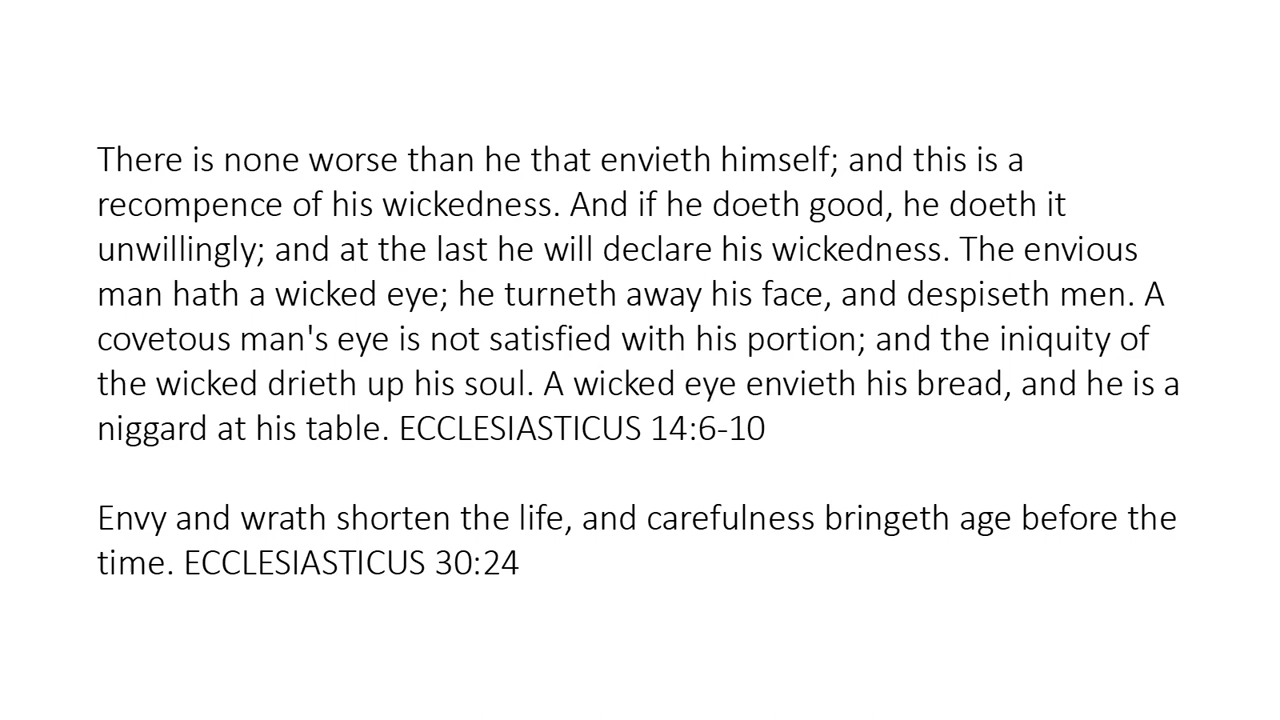 There is none worse than he that envieth himself; and this is a
recompence of his wickedness. And if he doeth good, he doeth it
unwillingly; and at the last he will declare his wickedness. The envious
man hath a wicked eye; he turneth away his face, and despiseth men. A
covetous man's eye is not satisfied with his portion; and the iniquity of
the wicked drieth up his soul. A wicked eye envieth his bread, and he is a
niggard at his table. ECCLESIASTICUS 14:6-10
Envy and wrath shorten the life, and carefulness bringeth age before the
time. ECCLESIASTICUS 30:24